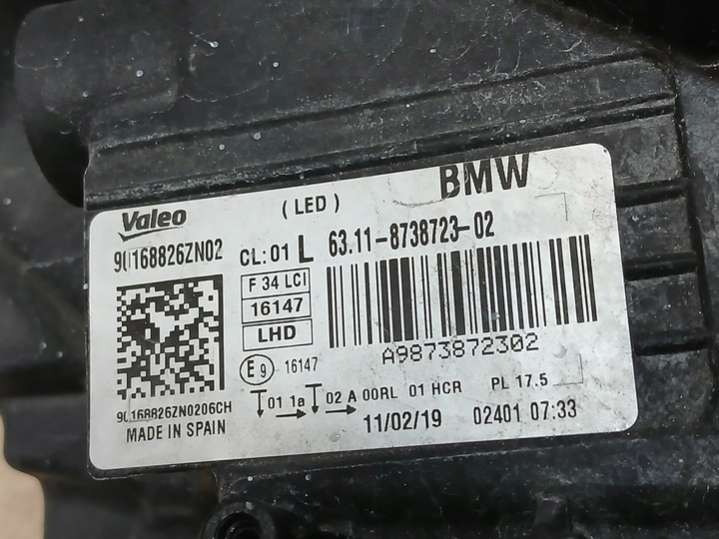 BMW
Valeo
(LED)
90168826ZN02
CL:01 L 63.11-8738723-02
F 34 LCI
16147
LHD
A9873872302
E9 16147
90168826ZN0206CH
01 1a 02 A 00RL 01 HCR PL 17.5
MADE IN SPAIN
11/02/19 02401 07:33